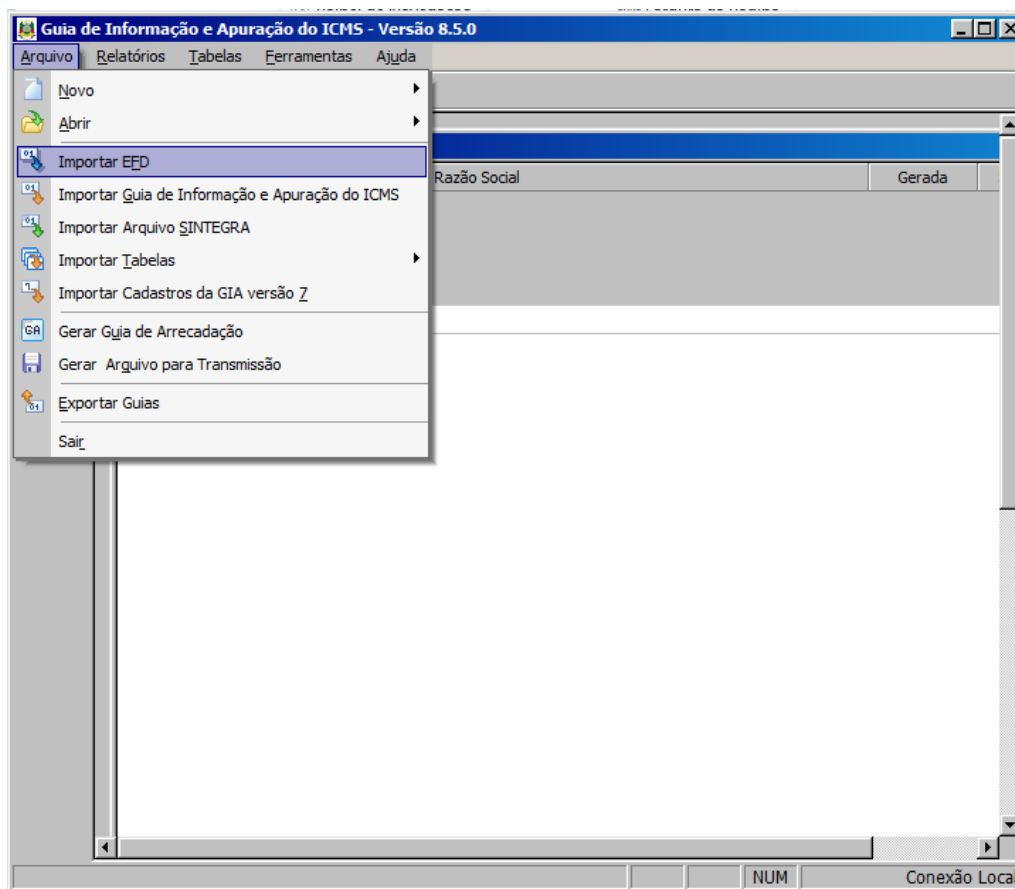 Guia de Informação e Apuração do ICMS - Versão 8.5.0
Arquivo Relatórios Tabelas Ferramentas Ajuda
Novo
Abrir
Importar EFD
Importar Guia de Informação e Apuração do ICMS
Importar Arquivo SINTEGRA
Importar Tabelas
Importar Cadastros da GIA versão 7
GA Gerar Guia de Arrecadação
Gerar Arquivo para Transmissão
Exportar Guias
Sair
Razão Social Gerada
NUM Conexão Local